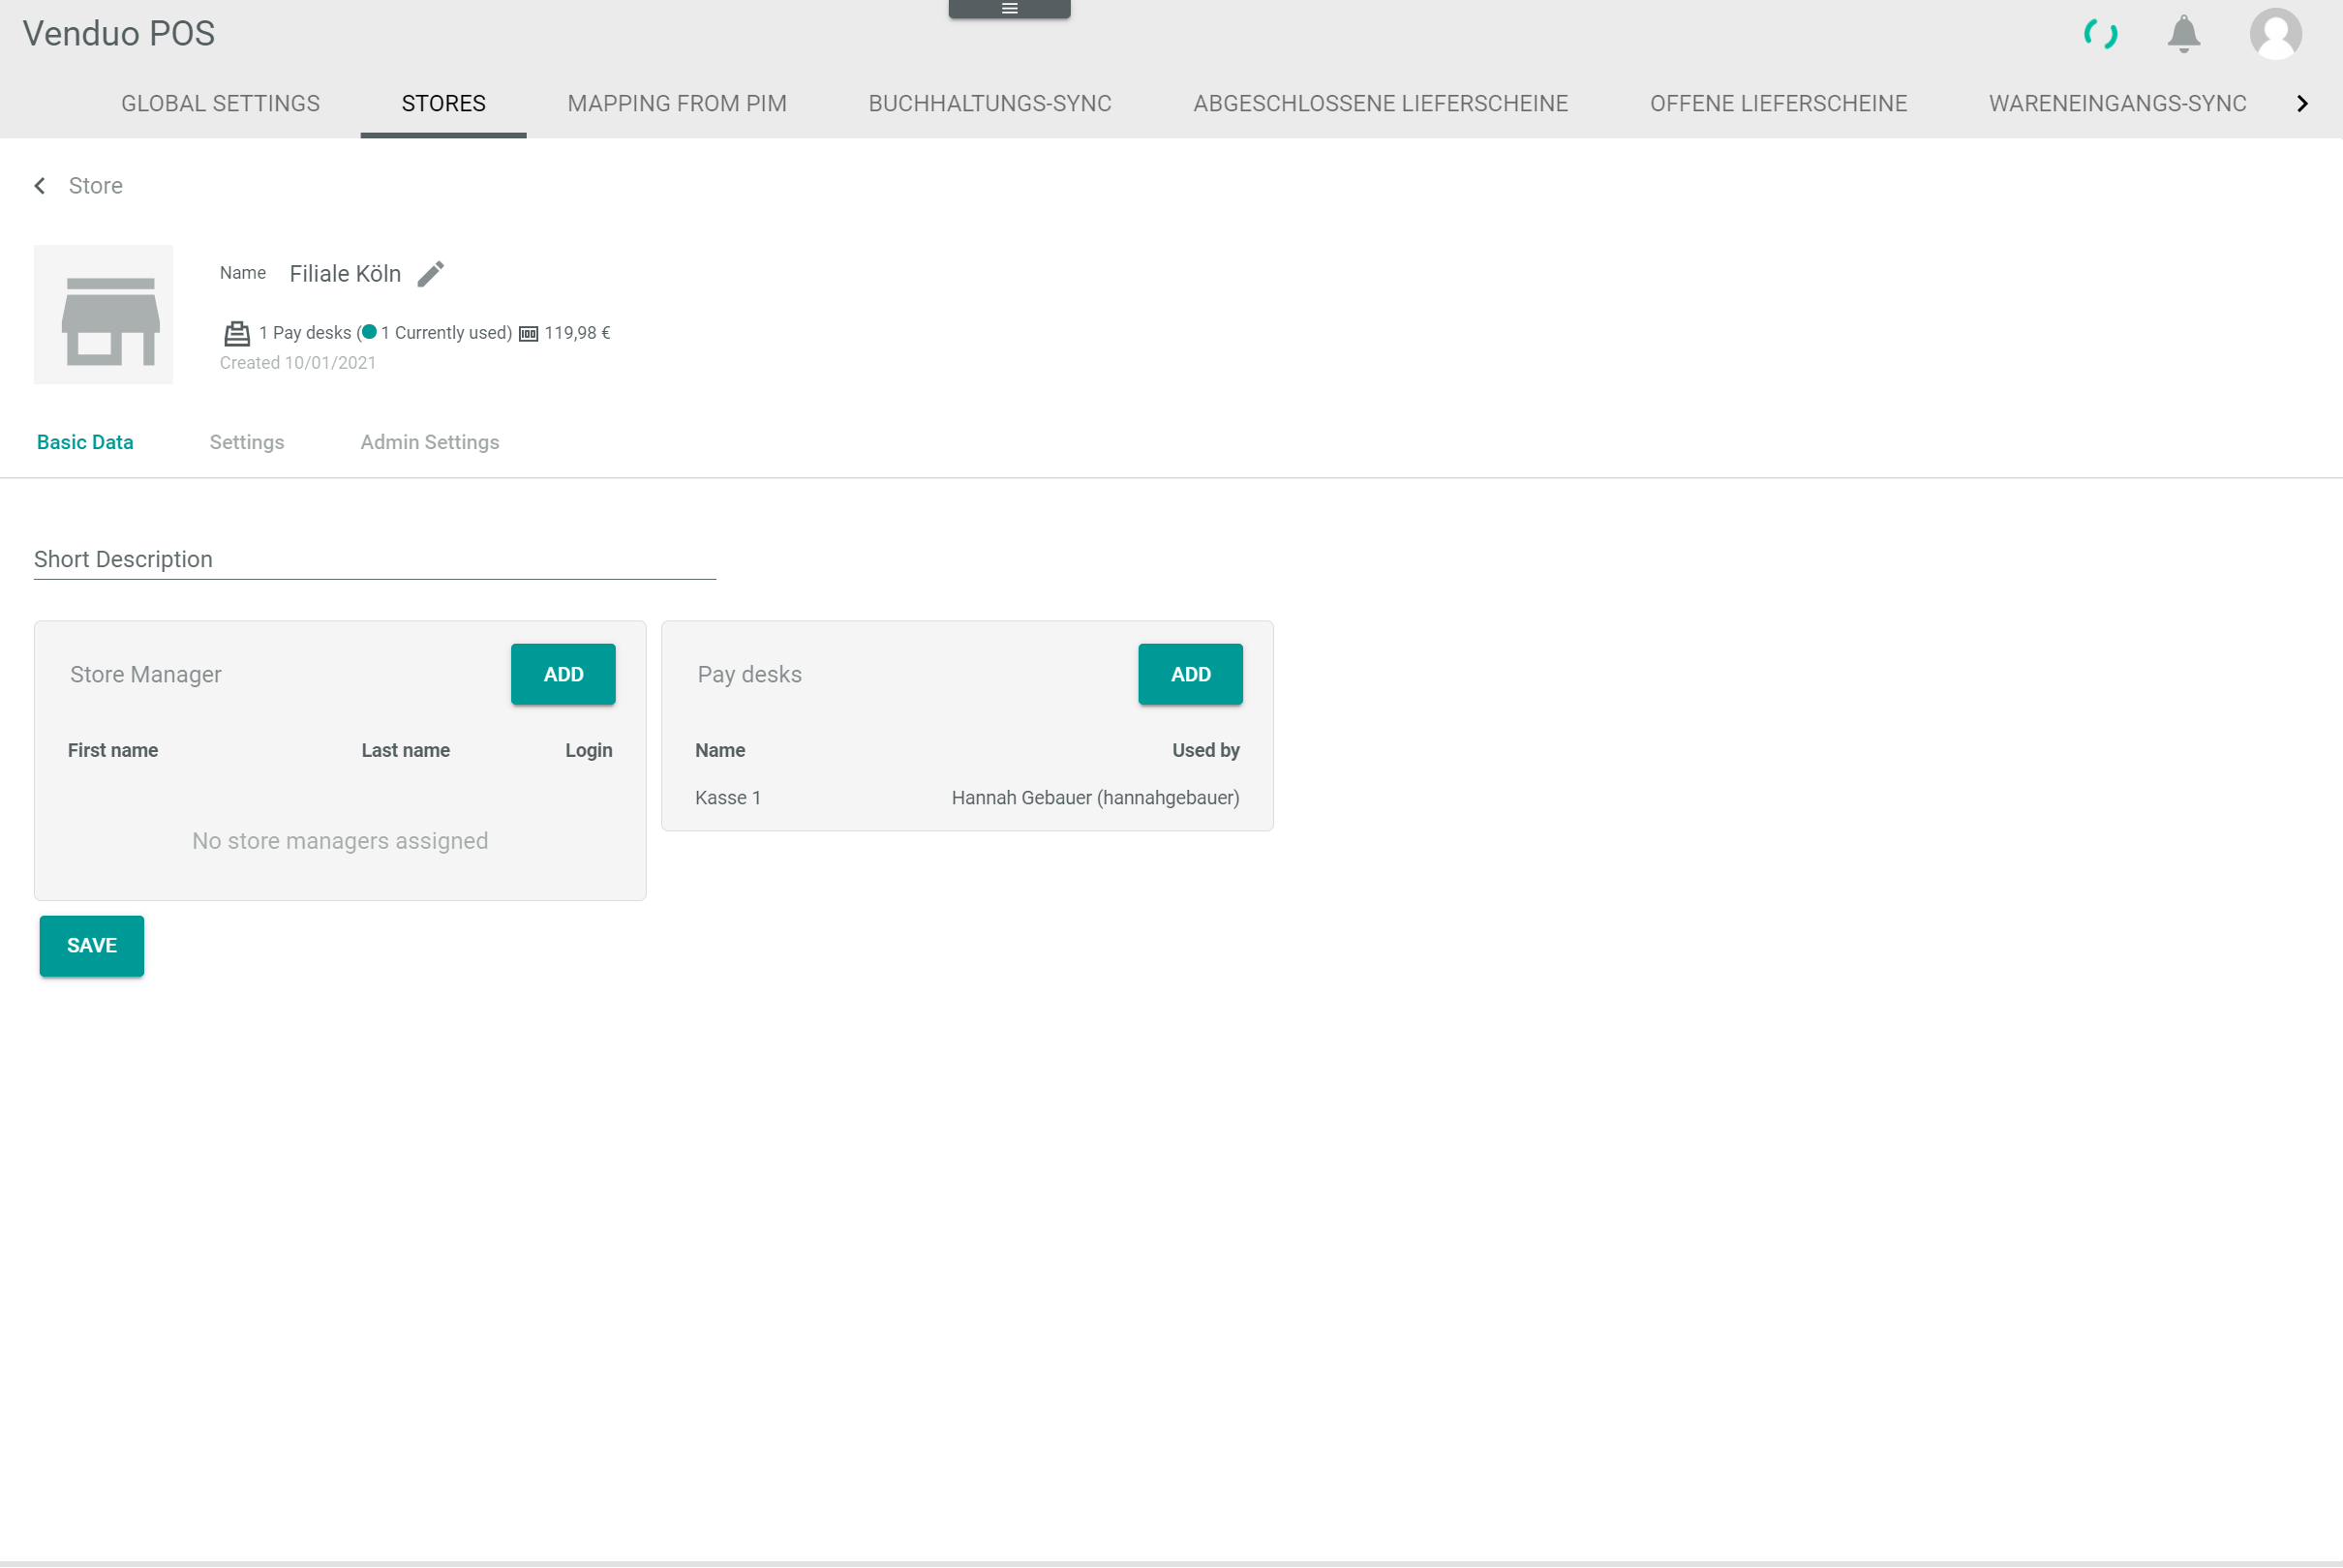 Venduo POS
GLOBAL SETTINGS STORES MAPPING FROM PIM BUCHHALTUNGS-SYNC ABGESCHLOSSENE LIEFERSCHEINE OFFENE LIEFERSCHEINE WARENEINGANGS-SYNC
Store
Name Filiale Köln
1 Pay desks ( 1 Currently used) 119,98 €
Created 10/01/2021
Basic Data Settings Admin Settings
Short Description
Store Manager ADD
First name Last name Login
No store managers assigned
Pay desks ADD
Name Used by
Kasse 1 Hannah Gebauer (hannahgebauer)
SAVE